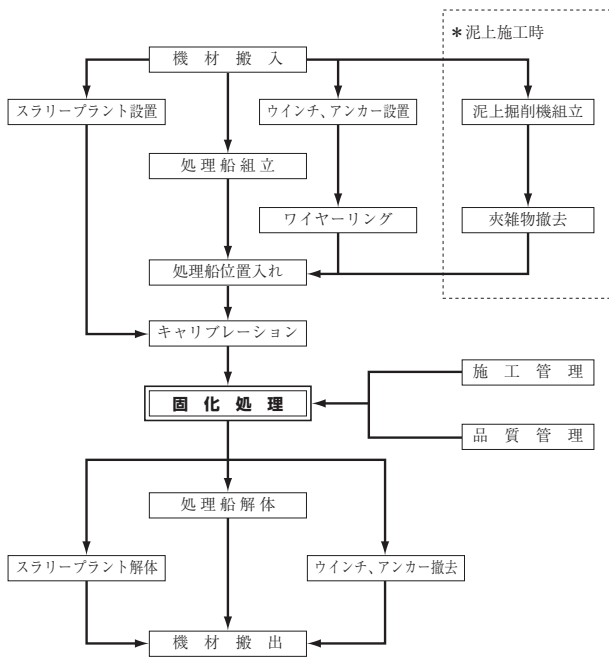 ＊泥上施工時
機材搬入
スラリープラント設置
ウインチ、アンカー設置
泥上掘削機組立
処理船組立
ワイヤーリング
夾雑物撤去
処理船位置入れ
キャリブレーション
施工管理
固化処理
品質管理
処理船解体
スラリープラント解体
ウインチ、アンカー撤去
機材搬出